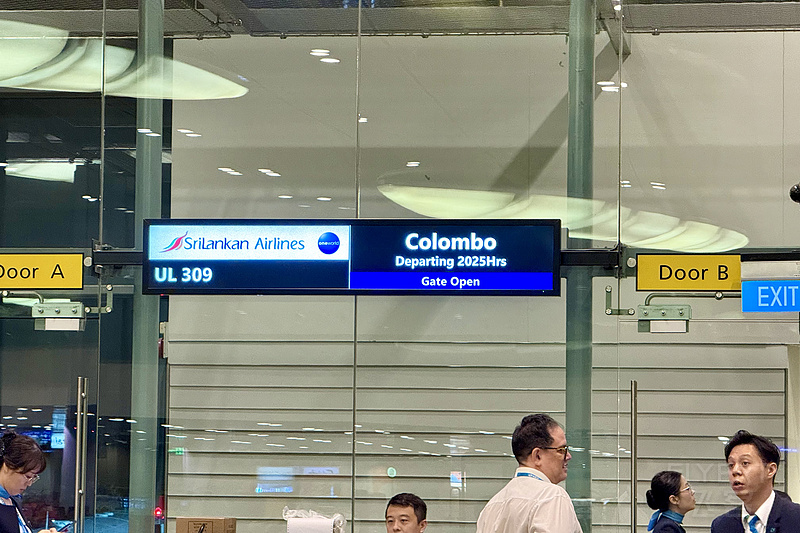 SriLankan Airlines oneworld
UL 309
Colombo
Departing 2025Hrs
Gate Open
Door A
Door B
EXIT